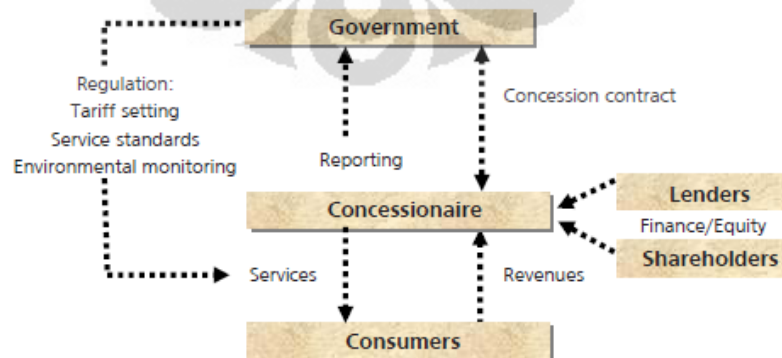 Government
Regulation:
Tariff setting
Service standards
Environmental monitoring
Concession contract
Reporting
Concessionaire
Lenders
Finance/Equity
Shareholders
Services
Revenues
Consumers